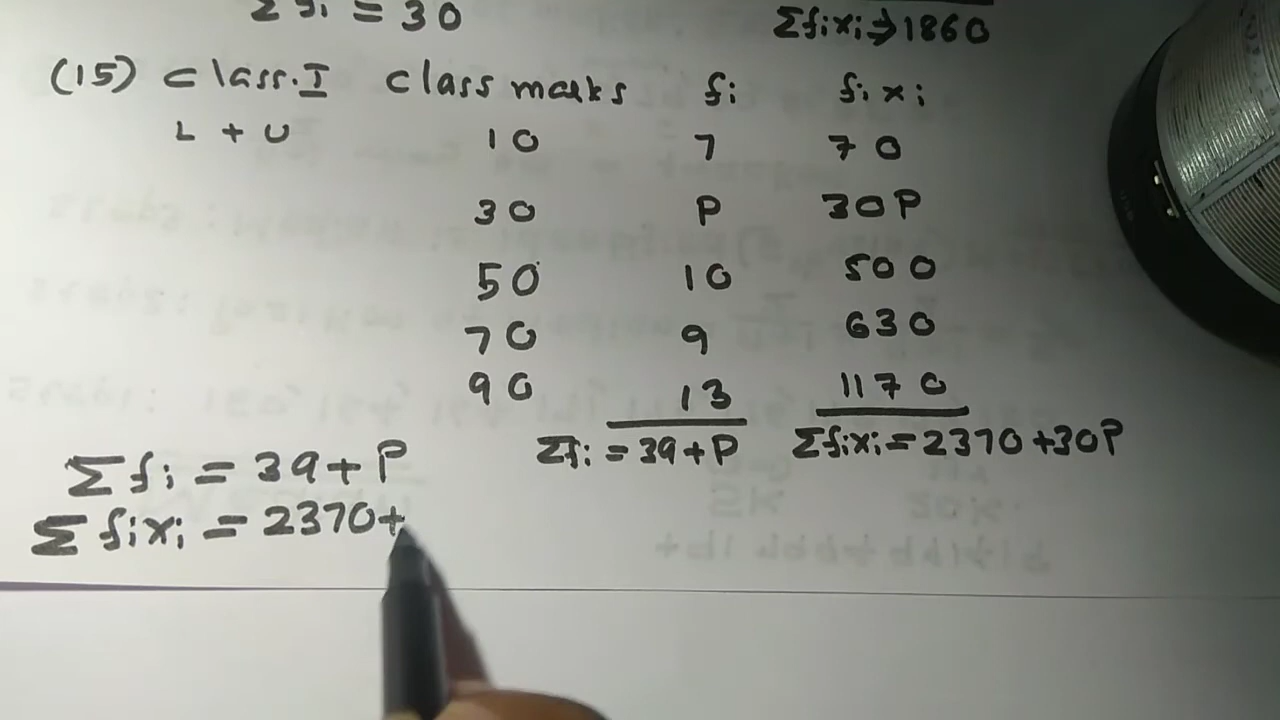 Σfi = 30
Σfixi ⇒ 1860
(15) class.I class marks fi fixi
L + U 10 7 70
30 P 30P
50 10 500
70 9 630
90 13 1170
Σfi = 39+P Σfixi = 2370+30P
Σfi = 39+P
Σfixi = 2370+